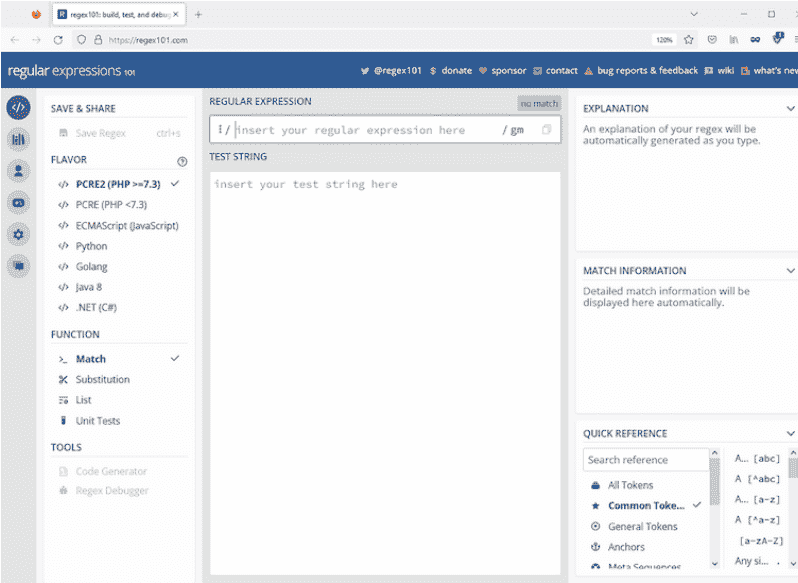 regex101: build, test, and debug
https://regex101.com
120%
regular expressions 101
@regex101
$ donate
sponsor
contact
bug reports & feedback
wiki
what's new
SAVE & SHARE
Save Regex ctrl+s
FLAVOR
</> PCRE2 (PHP >=7.3)
</> PCRE (PHP <7.3)
</> ECMAScript (JavaScript)
</> Python
</> Golang
</> Java 8
</> .NET (C#)
FUNCTION
>_ Match
Substitution
List
Unit Tests
TOOLS
Code Generator
Regex Debugger
REGULAR EXPRESSION
no match
/ insert your regular expression here / gm
TEST STRING
insert your test string here
EXPLANATION
An explanation of your regex will be
automatically generated as you type.
MATCH INFORMATION
Detailed match information will be
displayed here automatically.
QUICK REFERENCE
Search reference
All Tokens
Common Toke...
General Tokens
Anchors
Meta Sequences
A... [abc]
A [^abc]
A... [a-z]
A [^a-z]
[a-zA-Z]
Any si... .